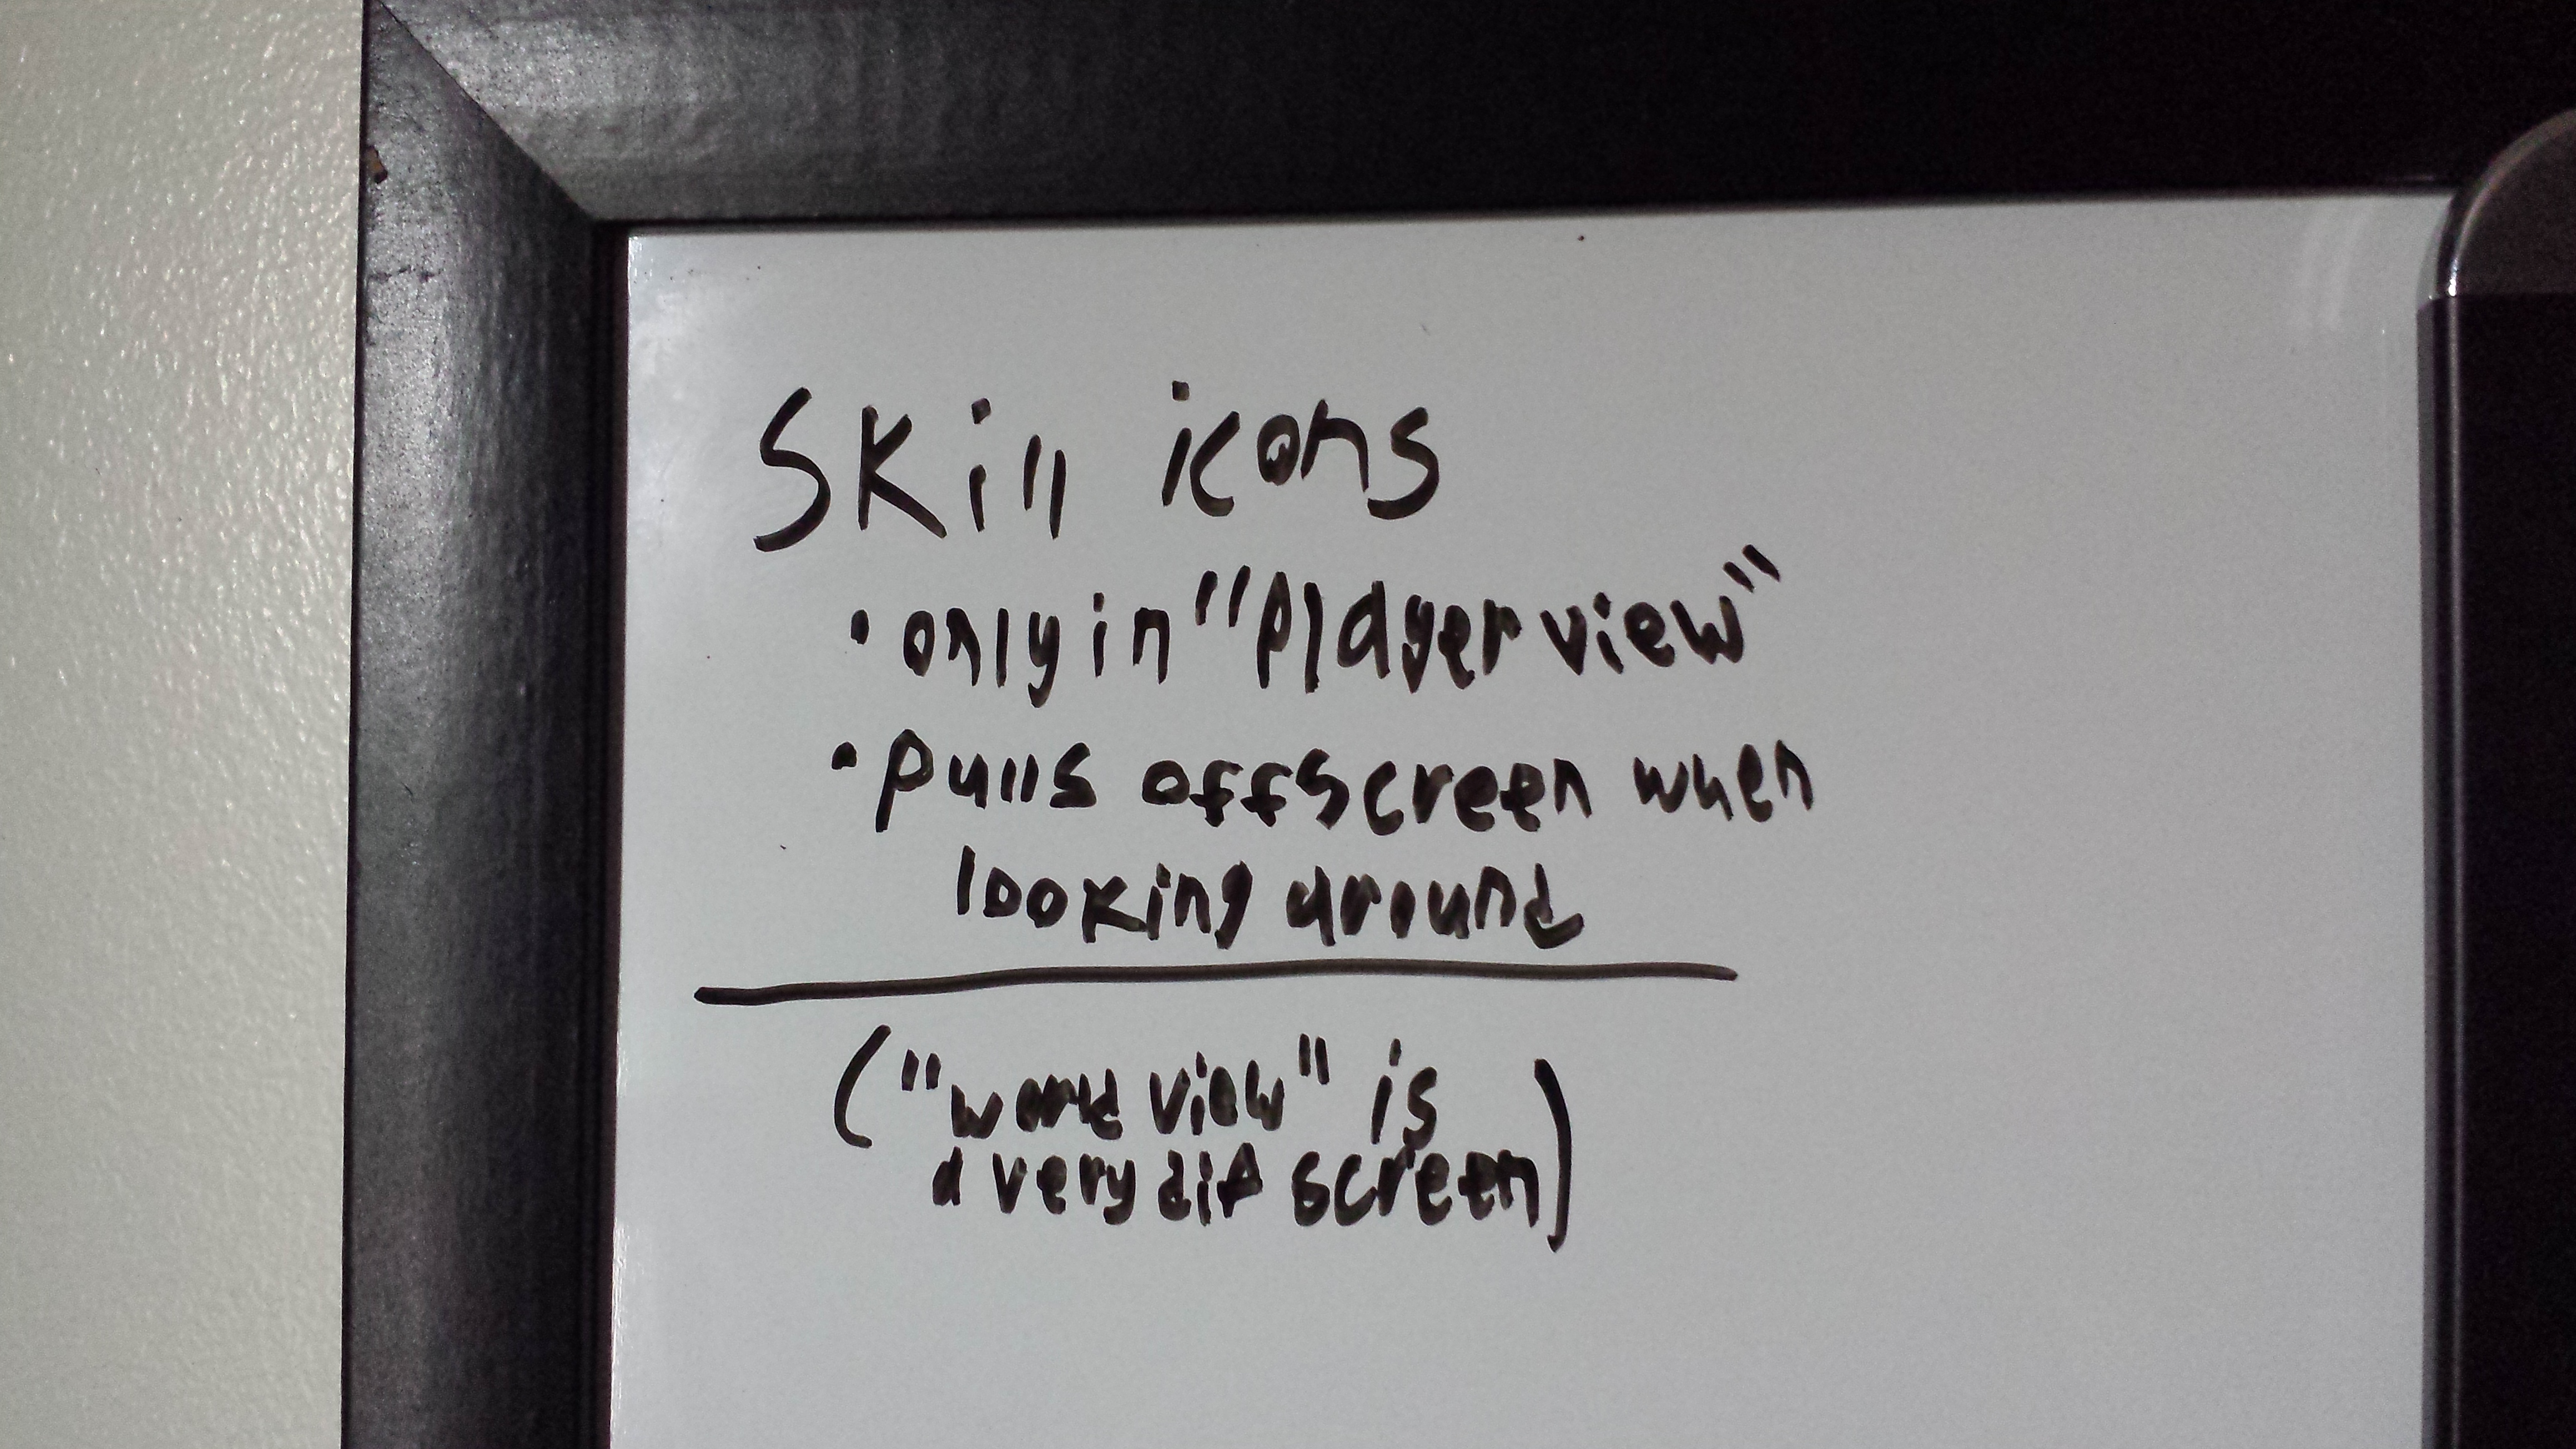 Skill icons
• only in "player view"
• pulls offscreen when
looking around
("world view" is
a very dif screen)